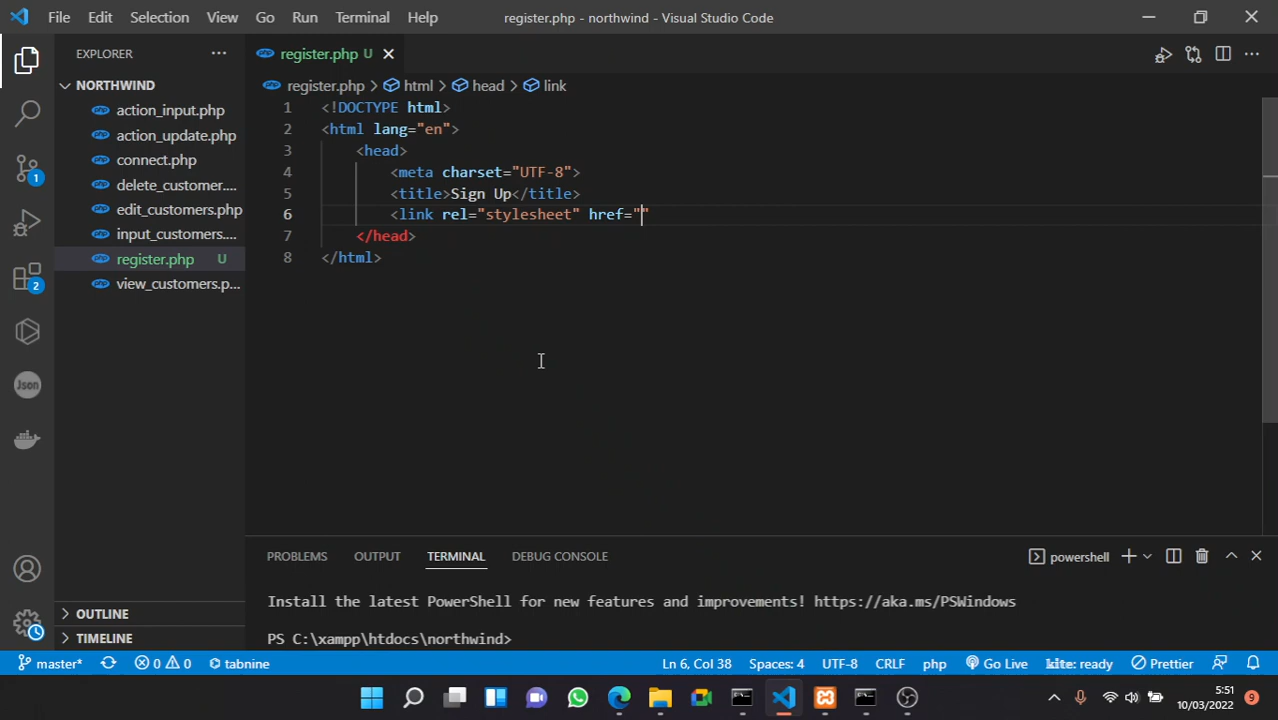 File Edit Selection View Go Run Terminal Help register.php - northwind - Visual Studio Code
EXPLORER
NORTHWIND
action_input.php
action_update.php
connect.php
delete_customer....
edit_customers.php
input_customers....
register.php U
view_customers.p...
OUTLINE
TIMELINE
1
2
Json
register.php U
register.php > html > head > link
1 <!DOCTYPE html>
2 <html lang="en">
3 <head>
4 <meta charset="UTF-8">
5 <title>Sign Up</title>
6 <link rel="stylesheet" href=""
7 </head>
8 </html>
PROBLEMS OUTPUT TERMINAL DEBUG CONSOLE powershell
Install the latest PowerShell for new features and improvements! https://aka.ms/PSWindows
PS C:\xampp\htdocs\northwind>
master* 0 0 tabnine Ln 6, Col 38 Spaces: 4 UTF-8 CRLF php Go Live kite: ready Prettier
5:51
10/03/2022
9